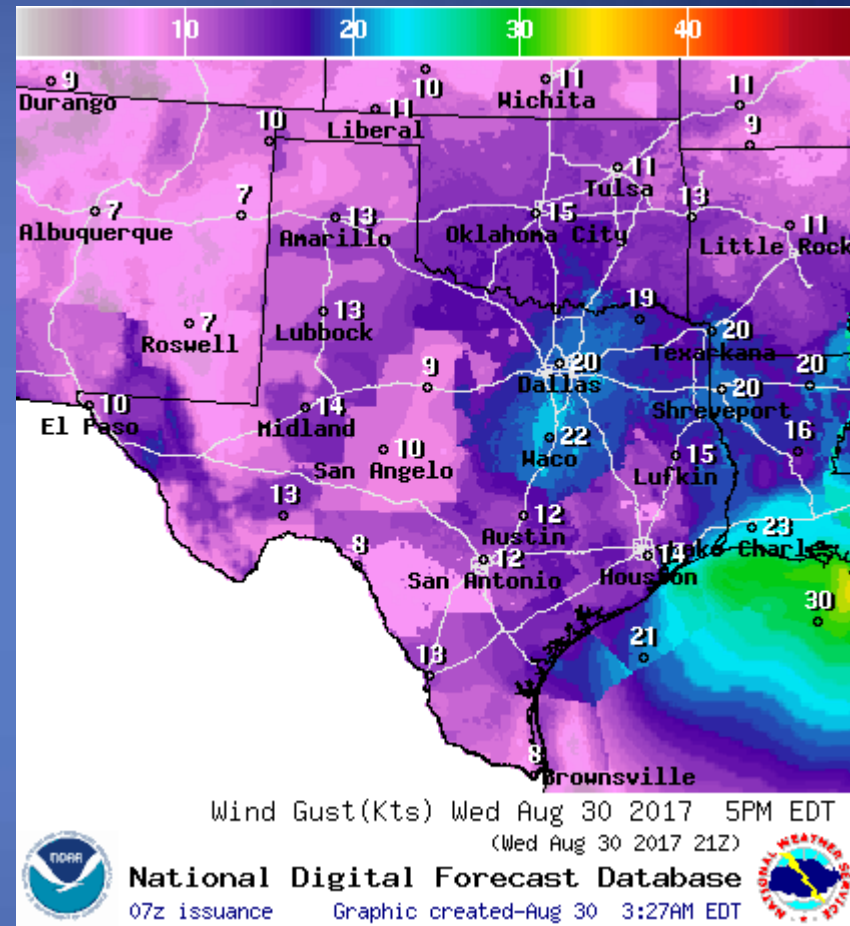 10 20 30 40
9 10 11 11
Durango Wichita
11
Liberal
10 9
11
Tulsa
7 7 13 15 13 11
Albuquerque Amarillo Oklahoma City Little Rock
7 13 19 20
Roswell Lubbock Texarkana
9 20 20 20
Dallas Shreveport
10 14 22 16
El Paso Midland Waco
10 15
San Angelo Lufkin
13 12 23
Austin Lake Charles
8 12 14
San Antonio Houston
30
21
13
8
Brownsville
Wind Gust(Kts) Wed Aug 30 2017 5PM EDT
(Wed Aug 30 2017 21Z)
National Digital Forecast Database
07z issuance Graphic created-Aug 30 3:27AM EDT
NOAA
NATIONAL WEATHER SERVICE